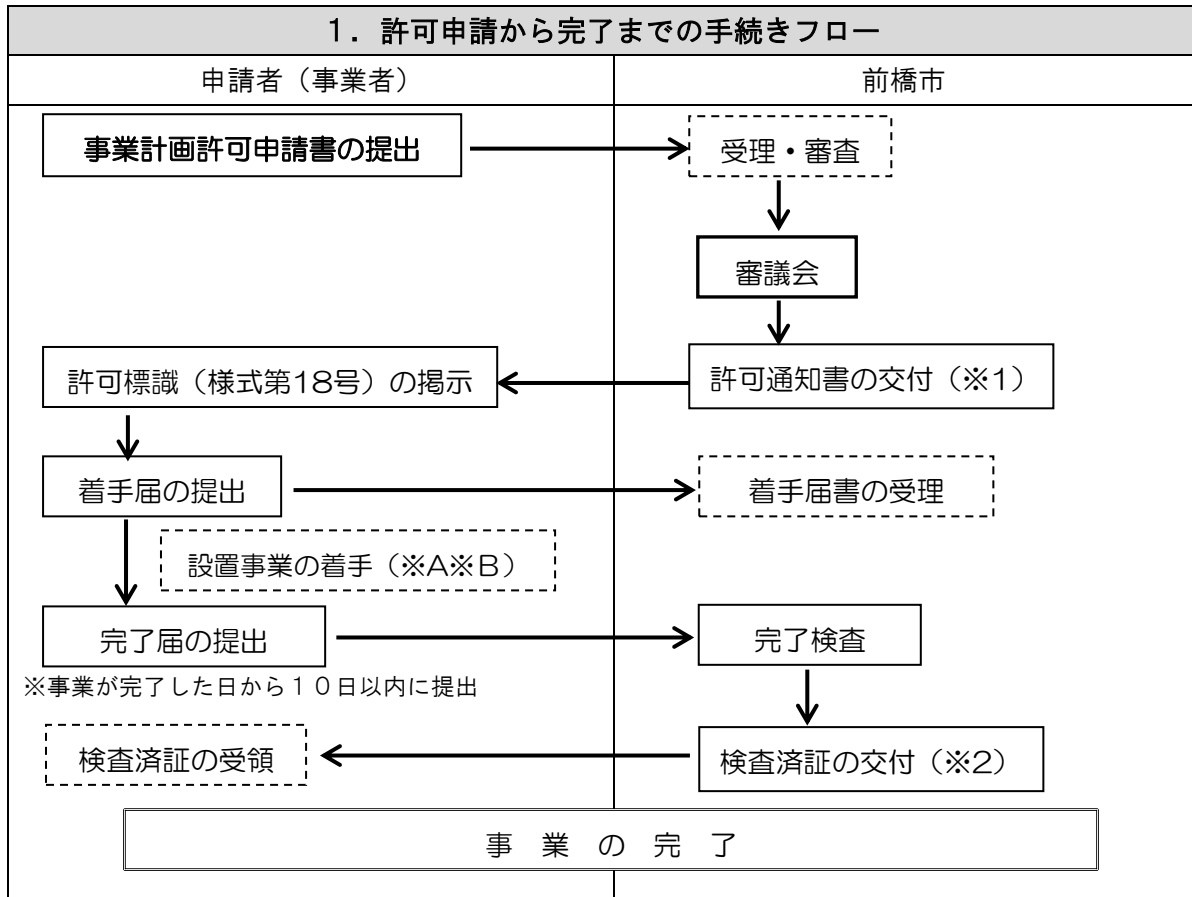 1．許可申請から完了までの手続きフロー
申請者（事業者）
前橋市
事業計画許可申請書の提出
受理・審査
審議会
許可標識（様式第18号）の掲示
許可通知書の交付（※1）
着手届の提出
着手届書の受理
設置事業の着手（※A※B）
完了届の提出
完了検査
※事業が完了した日から１０日以内に提出
検査済証の受領
検査済証の交付（※2）
事　業　の　完　了